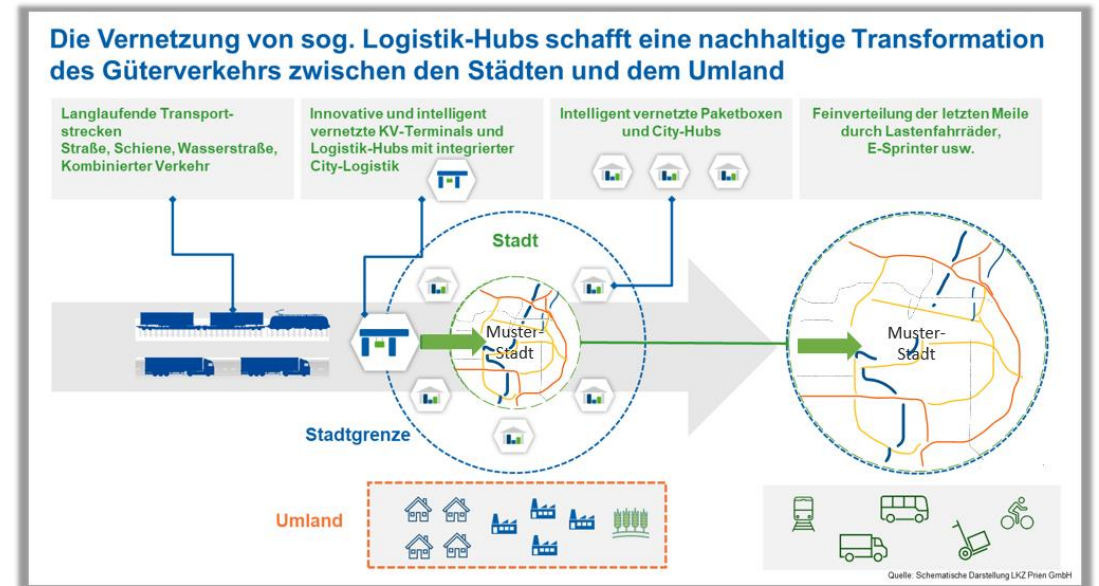 Die Vernetzung von sog. Logistik-Hubs schafft eine nachhaltige Transformation
des Güterverkehrs zwischen den Städten und dem Umland
Langlaufende Transport-
strecken
Straße, Schiene, Wasserstraße,
Kombinierter Verkehr
Innovative und intelligent
vernetzte KV-Terminals und
Logistik-Hubs mit integrierter
City-Logistik
Intelligent vernetzte Paketboxen
und City-Hubs
Feinverteilung der letzten Meile
durch Lastenfahrräder,
E-Sprinter usw.
Stadt
Muster-
Stadt
Muster-
Stadt
Stadtgrenze
Umland
Quelle: Schematische Darstellung LKZ Prien GmbH